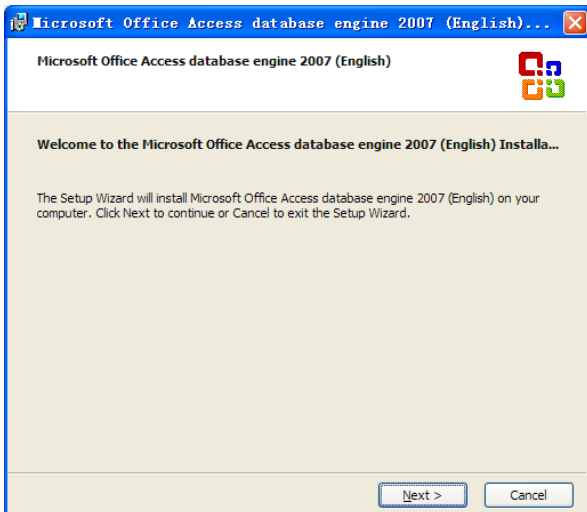 Microsoft Office Access database engine 2007 (English)...
Microsoft Office Access database engine 2007 (English)
Welcome to the Microsoft Office Access database engine 2007 (English) Installa...
The Setup Wizard will install Microsoft Office Access database engine 2007 (English) on your
computer. Click Next to continue or Cancel to exit the Setup Wizard.
Next >
Cancel